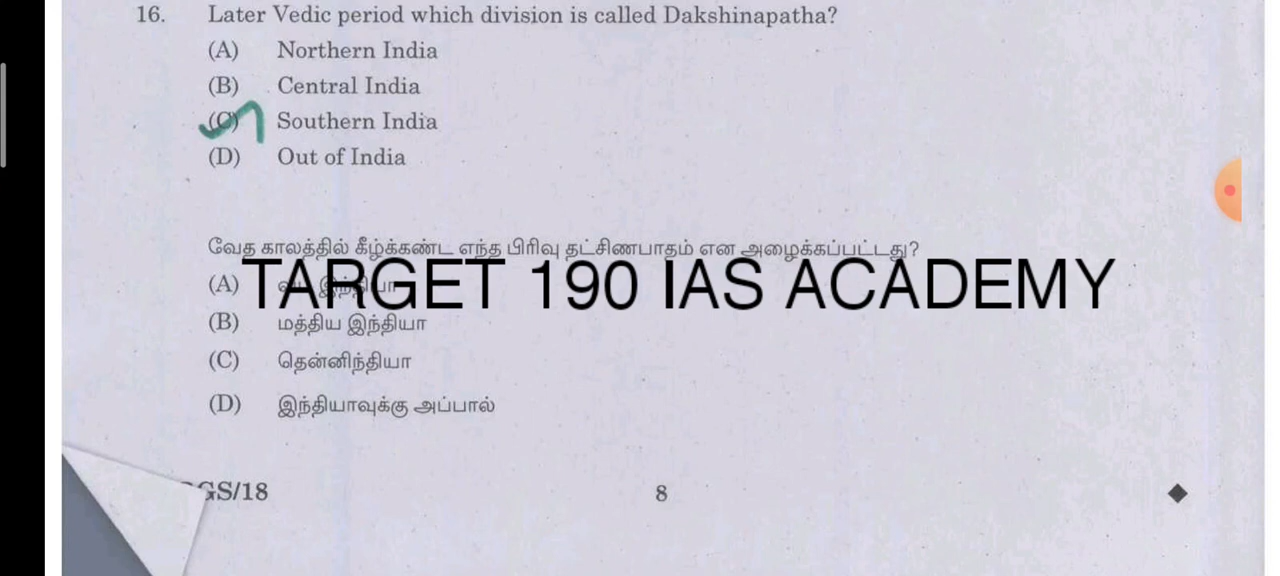 16. Later Vedic period which division is called Dakshinapatha?
(A) Northern India
(B) Central India
(C) Southern India
(D) Out of India
வேத காலத்தில் கீழ்க்கண்ட எந்த பிரிவு தட்சிணபாதம் என அழைக்கப்பட்டது?
(A)
TARGET 190 IAS ACADEMY
(B) மத்திய இந்தியா
(C) தென்னிந்தியா
(D) இந்தியாவுக்கு அப்பால்
GS/18 8